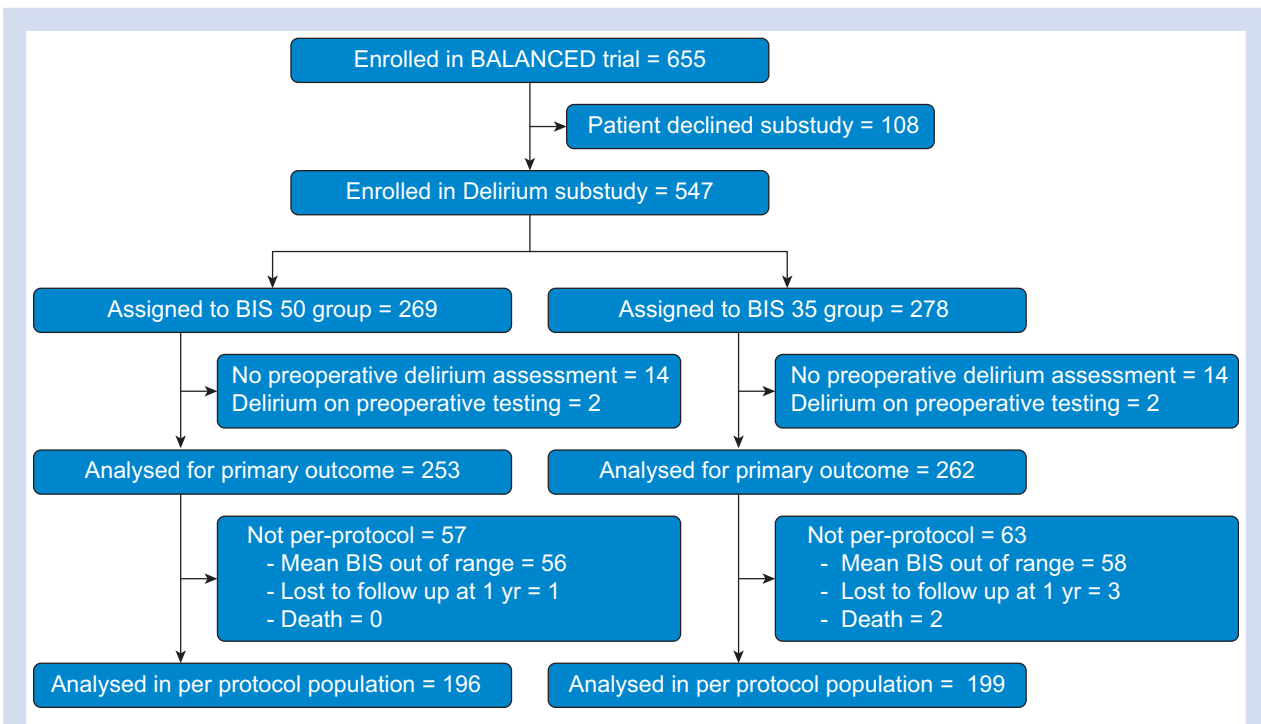 Enrolled in BALANCED trial = 655
Patient declined substudy = 108
Enrolled in Delirium substudy = 547
Assigned to BIS 50 group = 269
Assigned to BIS 35 group = 278
No preoperative delirium assessment = 14
Delirium on preoperative testing = 2
No preoperative delirium assessment = 14
Delirium on preoperative testing = 2
Analysed for primary outcome = 253
Analysed for primary outcome = 262
Not per-protocol = 57
- Mean BIS out of range = 56
- Lost to follow up at 1 yr = 1
- Death = 0
Not per-protocol = 63
- Mean BIS out of range = 58
- Lost to follow up at 1 yr = 3
- Death = 2
Analysed in per protocol population = 196
Analysed in per protocol population = 199